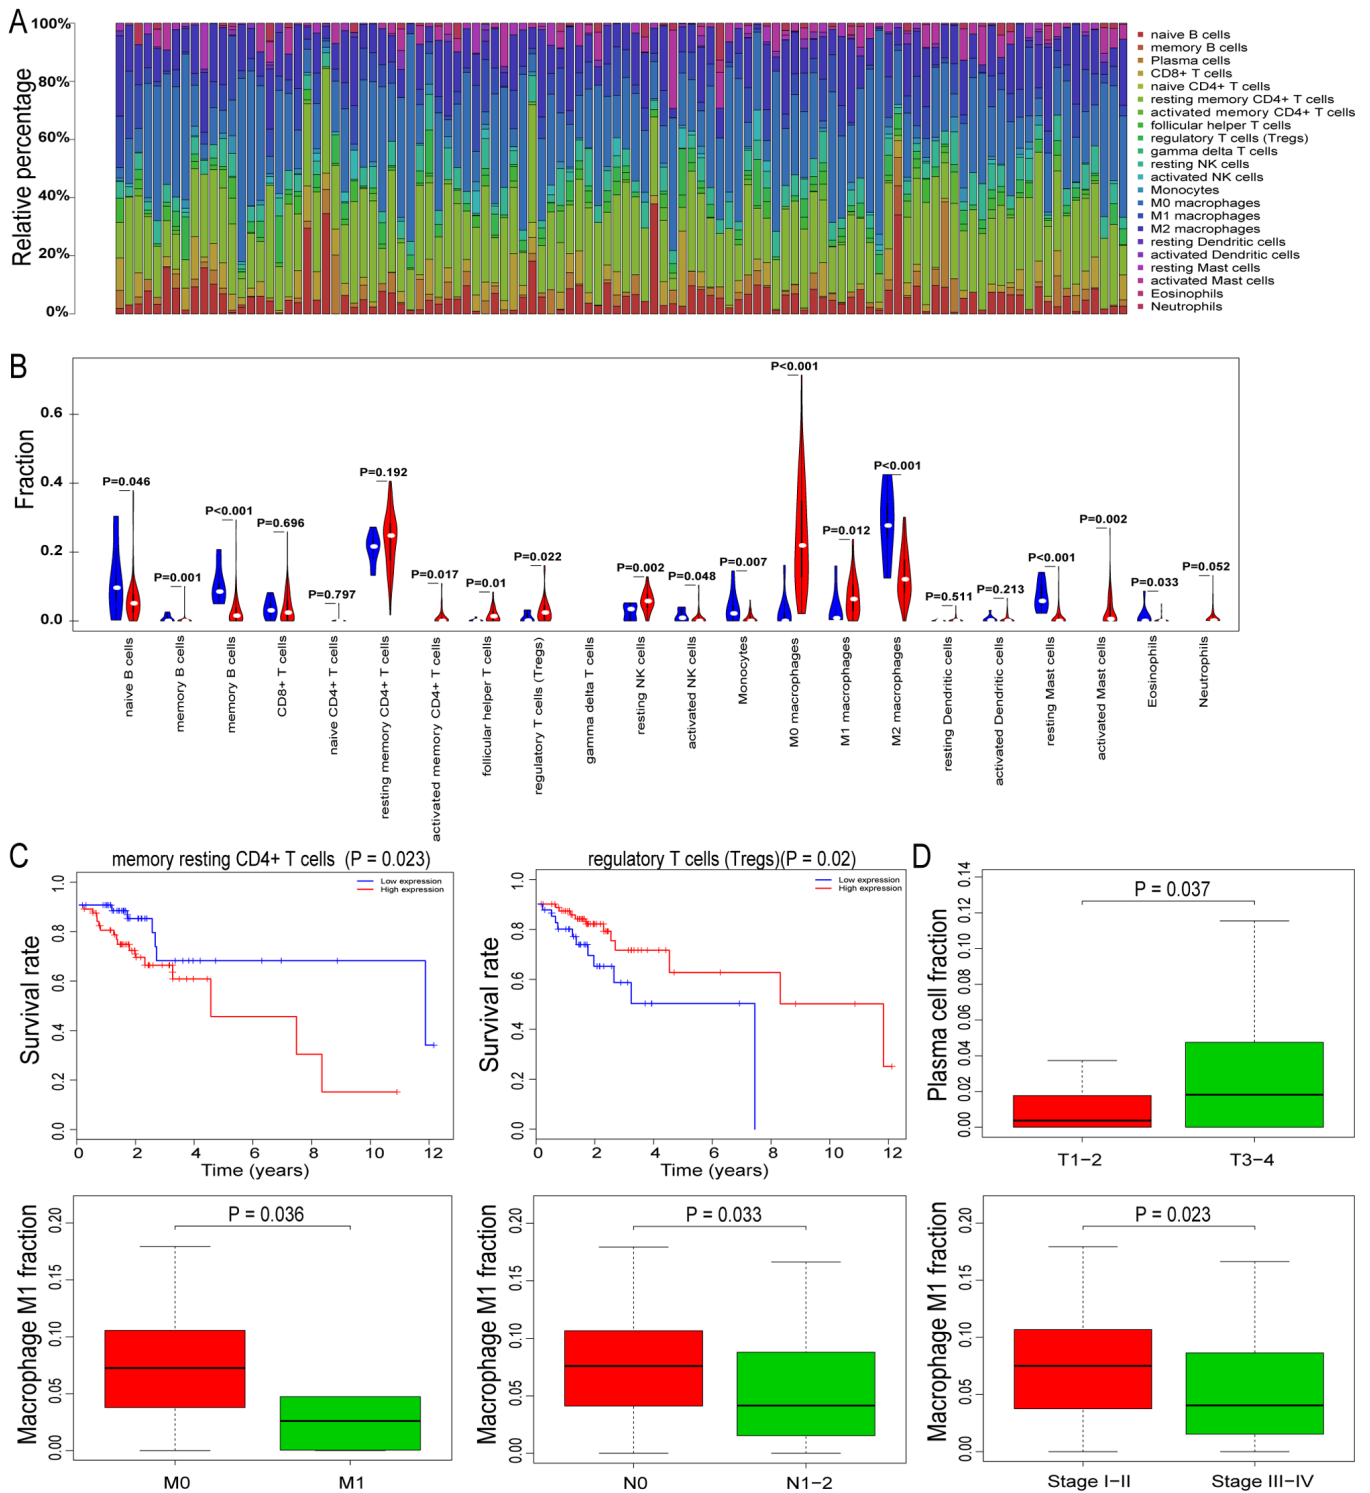 A
Relative percentage
100%
80%
60%
40%
20%
0%
naive B cells
memory B cells
Plasma cells
CD8+ T cells
naive CD4+ T cells
resting memory CD4+ T cells
activated memory CD4+ T cells
follicular helper T cells
regulatory T cells (Tregs)
gamma delta T cells
resting NK cells
activated NK cells
Monocytes
M0 macrophages
M1 macrophages
M2 macrophages
resting Dendritic cells
activated Dendritic cells
resting Mast cells
activated Mast cells
Eosinophils
Neutrophils
B
Fraction
0.6
0.4
0.2
0.0
P=0.046
P=0.001
P<0.001
P=0.696
P=0.797
P=0.192
P=0.017
P=0.01
P=0.022
P=0.002
P=0.048
P=0.007
P<0.001
P=0.012
P<0.001
P=0.511
P=0.213
P<0.001
P=0.002
P=0.033
P=0.052
naive B cells
memory B cells
memory B cells
CD8+ T cells
naive CD4+ T cells
resting memory CD4+ T cells
activated memory CD4+ T cells
follicular helper T cells
regulatory T cells (Tregs)
gamma delta T cells
resting NK cells
activated NK cells
Monocytes
M0 macrophages
M1 macrophages
M2 macrophages
resting Dendritic cells
activated Dendritic cells
resting Mast cells
activated Mast cells
Eosinophils
Neutrophils
C
memory resting CD4+ T cells (P = 0.023)
Low expression
High expression
Survival rate
1.0
0.8
0.6
0.4
0.2
0.0
0 2 4 6 8 10 12
Time (years)
regulatory T cells (Tregs)(P = 0.02)
Low expression
High expression
Survival rate
1.0
0.8
0.6
0.4
0.2
0.0
0 2 4 6 8 10 12
Time (years)
D
Plasma cell fraction
0.14
0.12
0.10
0.08
0.06
0.04
0.02
0.00
P = 0.037
T1-2 T3-4
Macrophage M1 fraction
0.20
0.15
0.10
0.05
0.00
P = 0.036
M0 M1
Macrophage M1 fraction
0.20
0.15
0.10
0.05
0.00
P = 0.033
N0 N1-2
Macrophage M1 fraction
0.20
0.15
0.10
0.05
0.00
P = 0.023
Stage I-II Stage III-IV